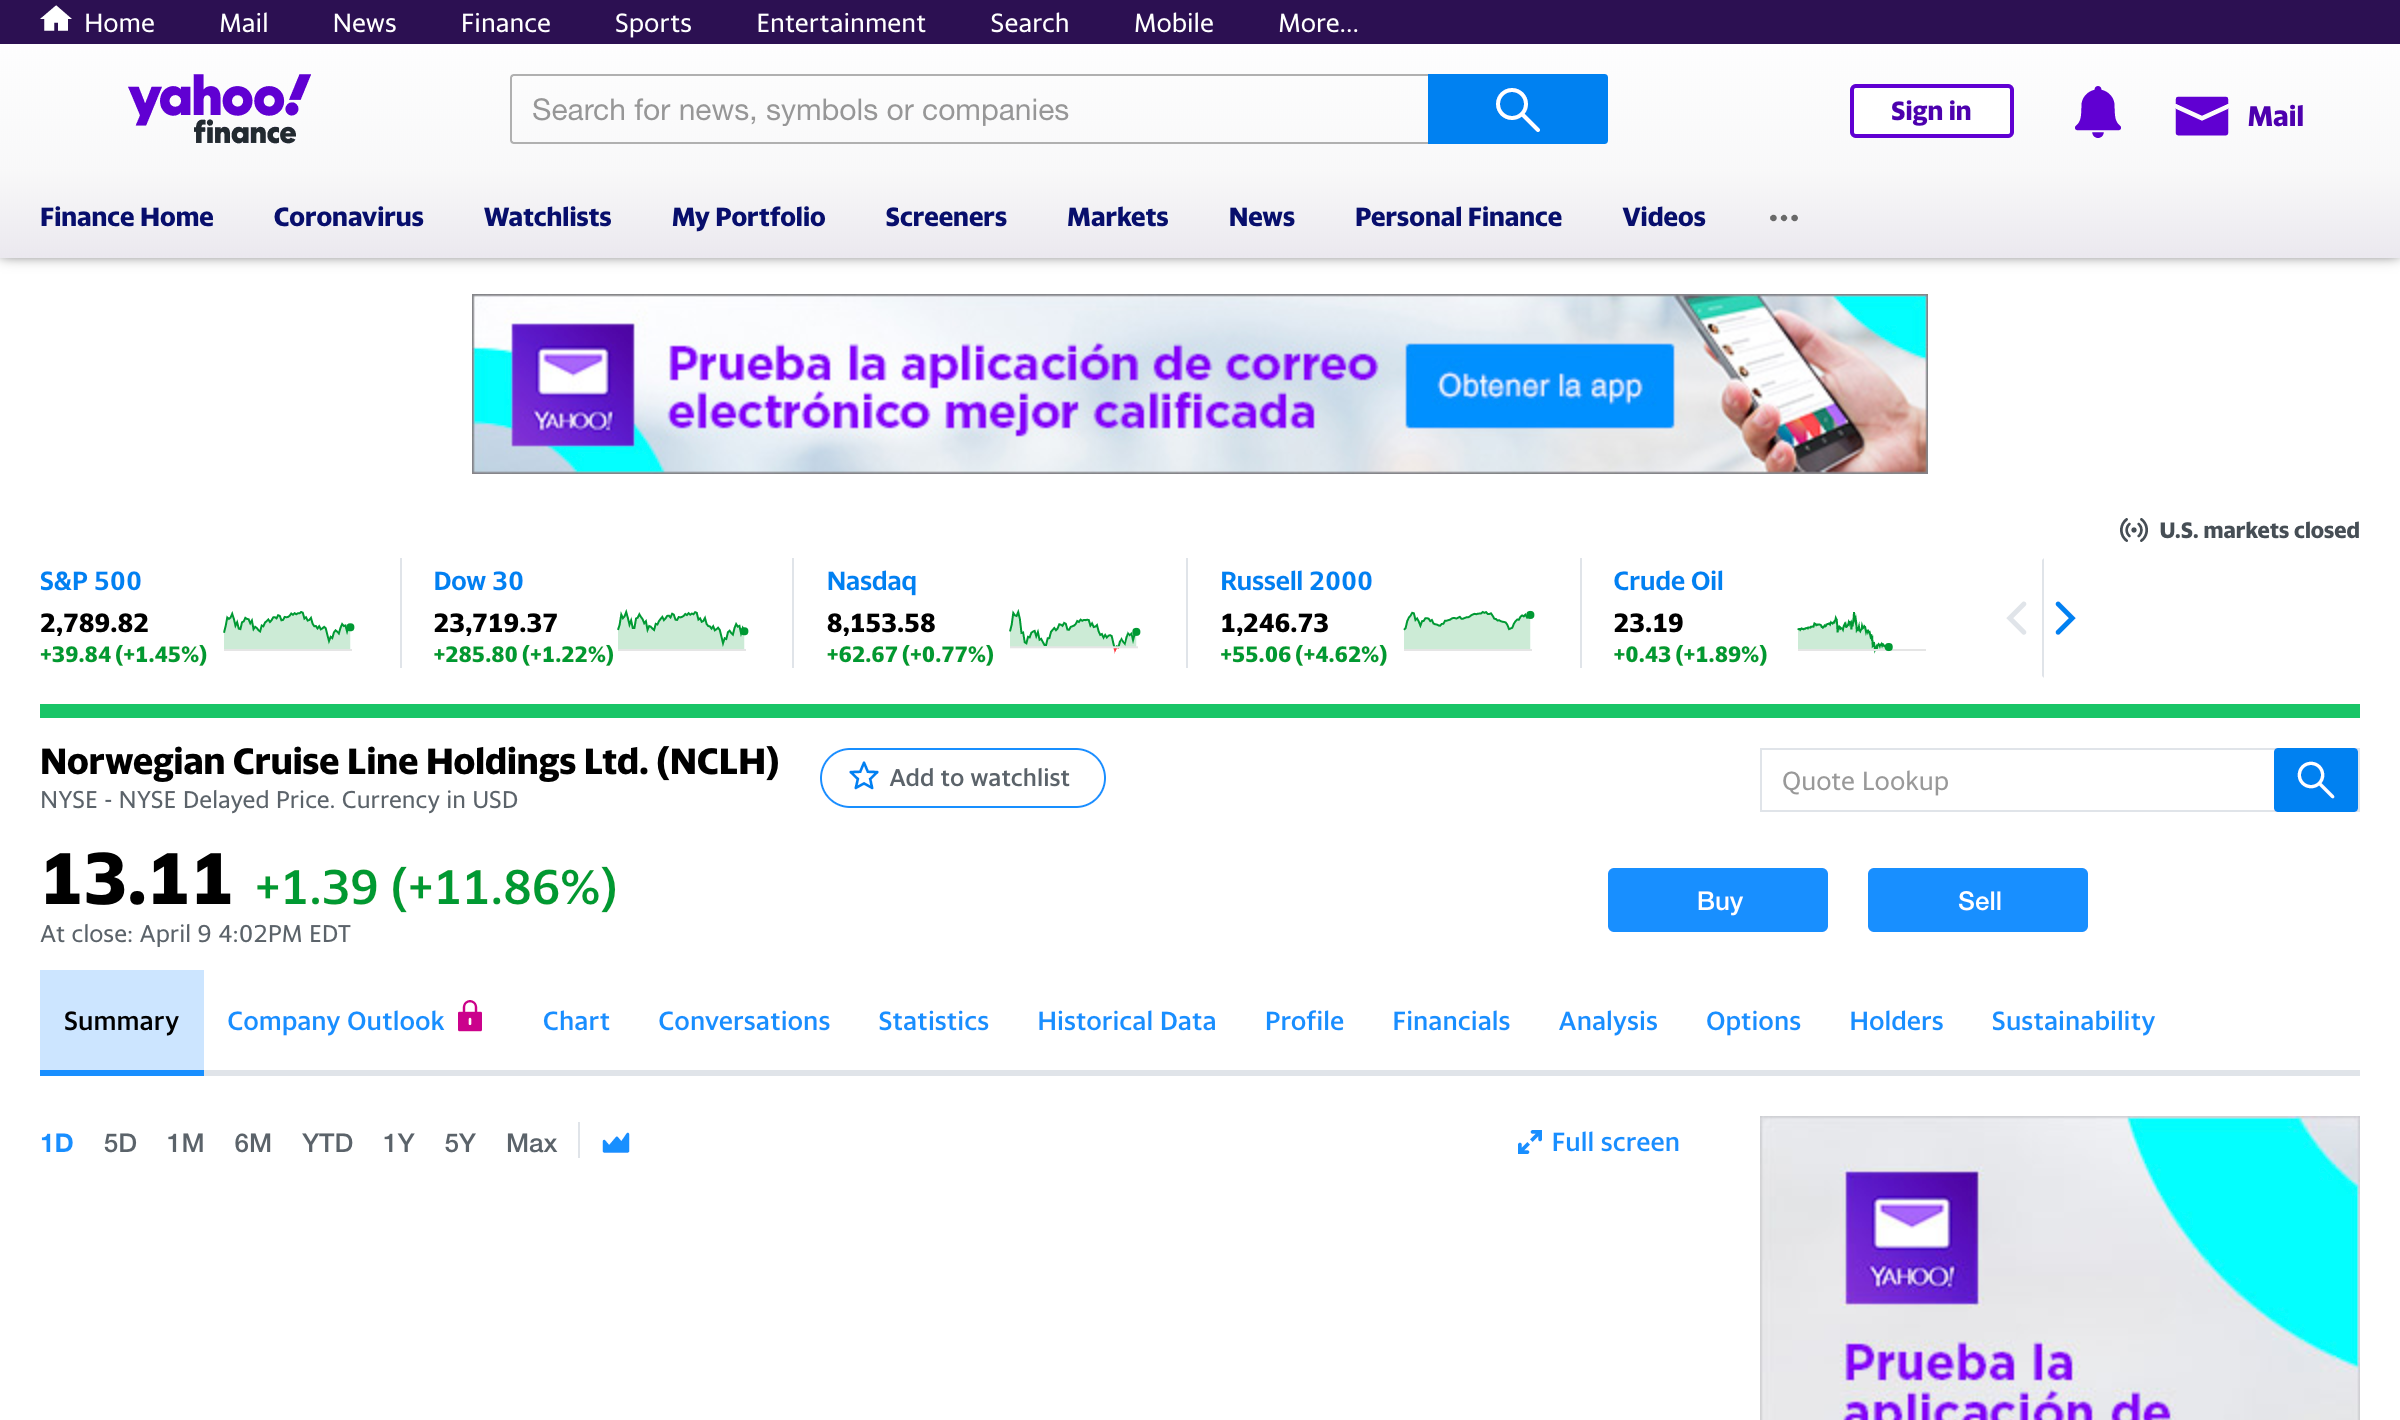 Home Mail News Finance Sports Entertainment Search Mobile More...
yahoo! finance
Search for news, symbols or companies
Sign in
Mail
Finance Home Coronavirus Watchlists My Portfolio Screeners Markets News Personal Finance Videos •••
YAHOO!
Prueba la aplicación de correo
electrónico mejor calificada
Obtener la app
U.S. markets closed
S&P 500
2,789.82
+39.84 (+1.45%)
Dow 30
23,719.37
+285.80 (+1.22%)
Nasdaq
8,153.58
+62.67 (+0.77%)
Russell 2000
1,246.73
+55.06 (+4.62%)
Crude Oil
23.19
+0.43 (+1.89%)
Norwegian Cruise Line Holdings Ltd. (NCLH)
NYSE - NYSE Delayed Price. Currency in USD
Add to watchlist
Quote Lookup
13.11 +1.39 (+11.86%)
At close: April 9 4:02PM EDT
Buy Sell
Summary Company Outlook Chart Conversations Statistics Historical Data Profile Financials Analysis Options Holders Sustainability
1D 5D 1M 6M YTD 1Y 5Y Max
Full screen
YAHOO!
Prueba la
aplicación de